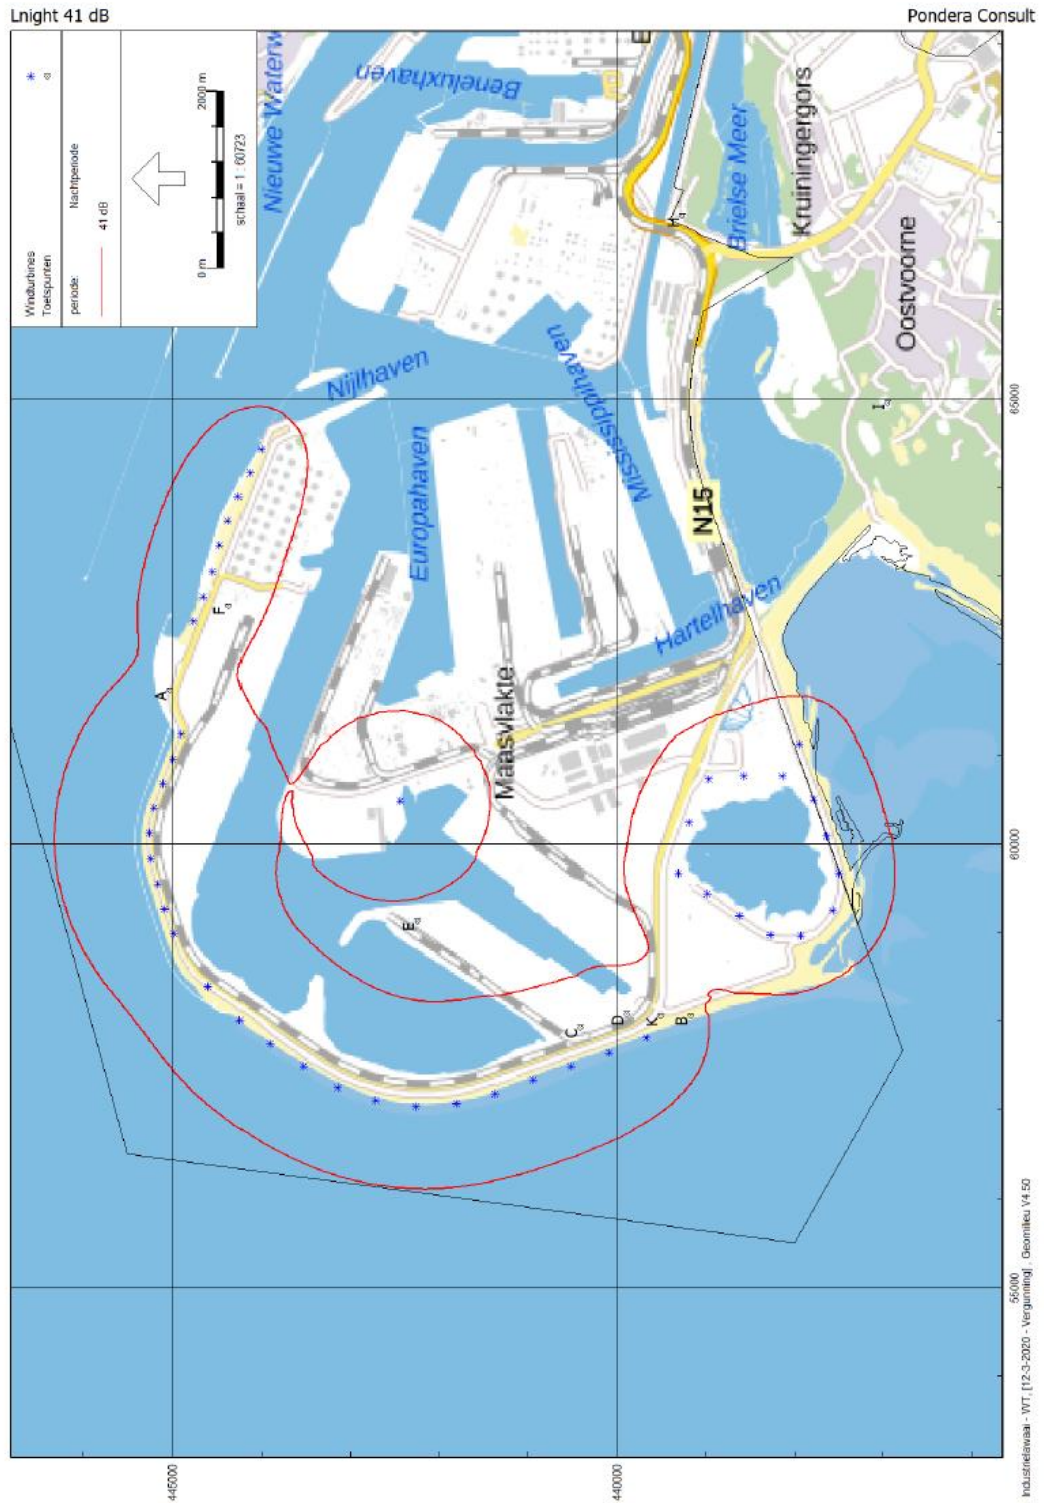 Lnight 41 dB
Pondera Consult
Windturbines
Toetspunten
periode:
Nachtperiode
41 dB
0 m
2000 m
schaal = 1 : 60723
Nieuwe Waterw
Beneluxhaven
Brielse Meer
Kruiningergors
Oostvoorne
Nijlhaven
Europahaven
Mississippihaven
N15
Hartelhaven
Maasvlakte
A
F
E
C
D
K
B
H
I
J
445000
440000
55000
60000
65000
Industrielawaai - WT, [12-3-2020 - Vergunning] , Geomilieu V4.50